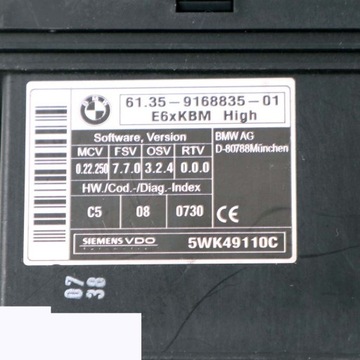 BMW
61.35-9168835-01
E6xKBM High
Software, Version
MCV FSV OSV RTV
0.22.250 7.7.0 3.2.4 0.0.0
HW./Cod.-/Diag.-Index
C5 08 0730
BMW AG
D-80788München
CE
SIEMENS VDO
5WK49110C
07
38